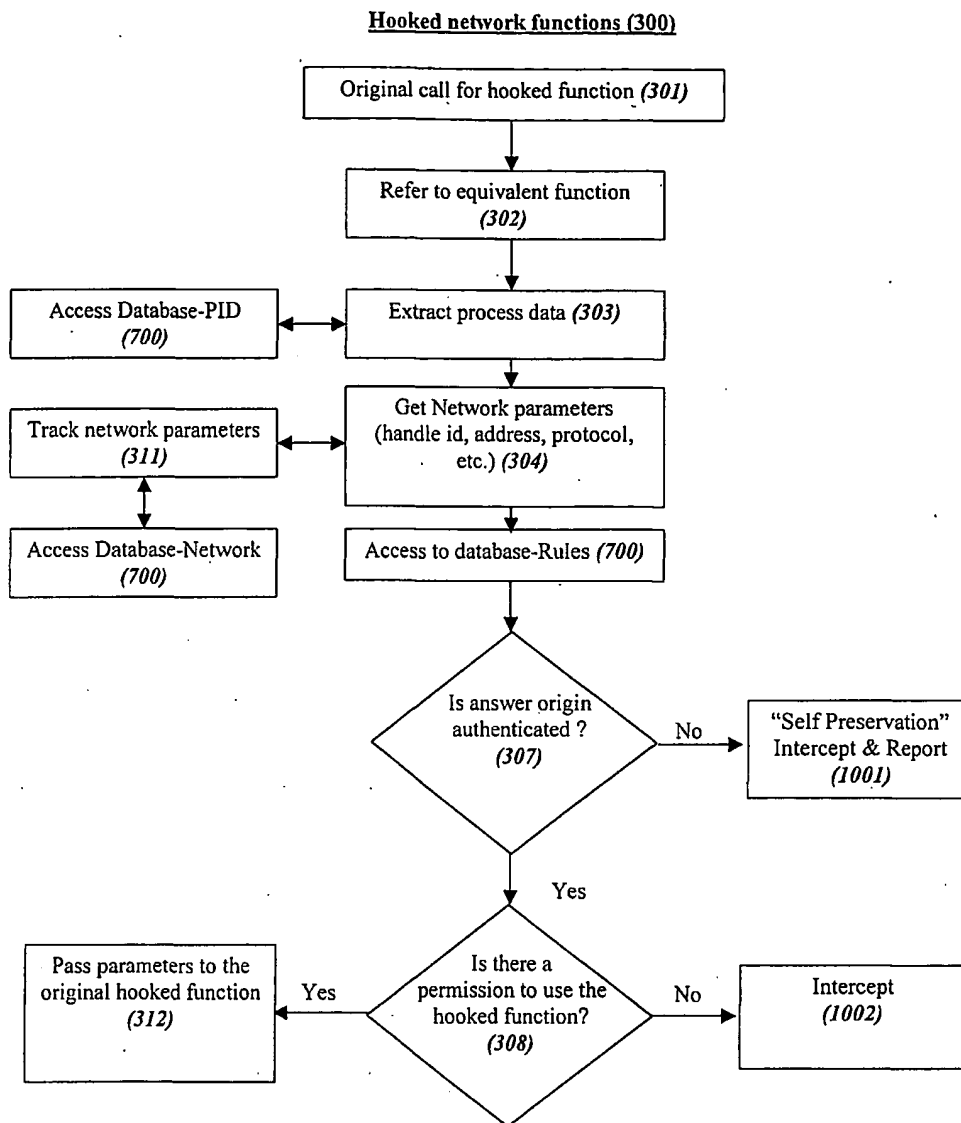 Hooked network functions (300)
Original call for hooked function (301)
Refer to equivalent function
(302)
Access Database-PID
(700)
Extract process data (303)
Track network parameters
(311)
Get Network parameters
(handle id, address, protocol,
etc.) (304)
Access Database-Network
(700)
Access to database-Rules (700)
Is answer origin
authenticated ?
(307)
No
“Self Preservation”
Intercept & Report
(1001)
Yes
Pass parameters to the
original hooked function
(312)
Yes
Is there a
permission to use the
hooked function?
(308)
No
Intercept
(1002)